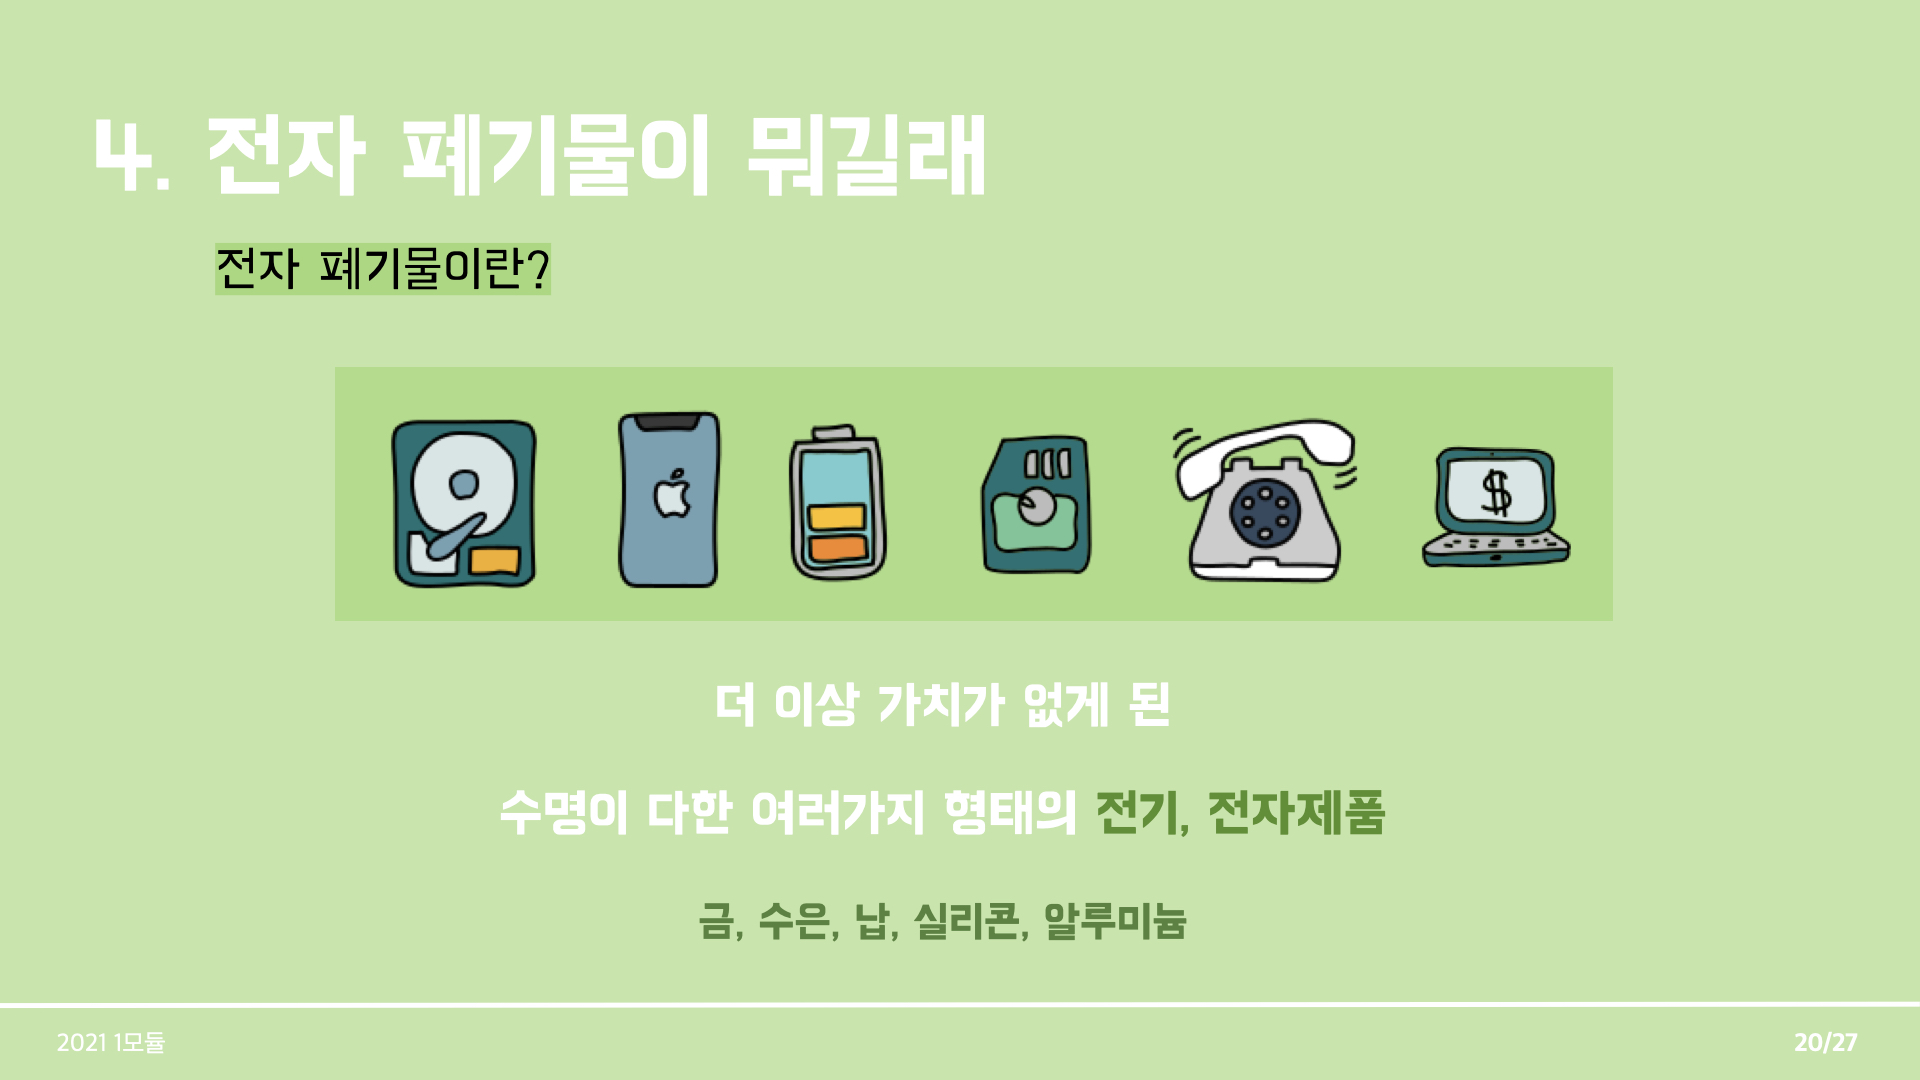 4. 전자 폐기물이 뭐길래
전자 폐기물이란?
$
더 이상 가치가 없게 된
수명이 다한 여러가지 형태의 전기, 전자제품
금, 수은, 납, 실리콘, 알루미늄
2021 1모듈
20/27